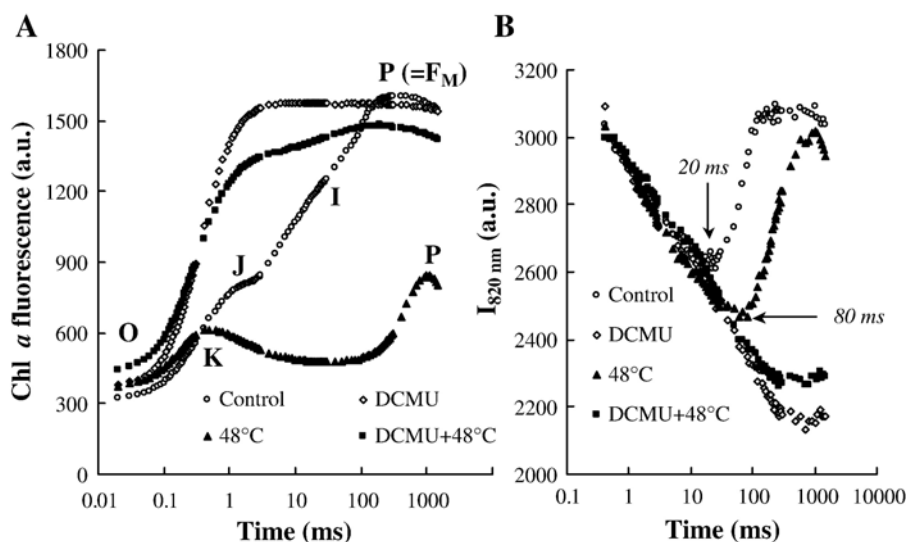 A
Chl a fluorescence (a.u.)
1800
1500
1200
900
600
300
0
P (=FM)
I
J
P
O
K
Control
DCMU
48°C
DCMU+48°C
0.01 0.1 1 10 100 1000
Time (ms)
B
I820 nm (a.u.)
3200
3000
2800
2600
2400
2200
2000
20 ms
Control
DCMU
80 ms
48°C
DCMU+48°C
0.1 1 10 100 1000 10000
Time (ms)